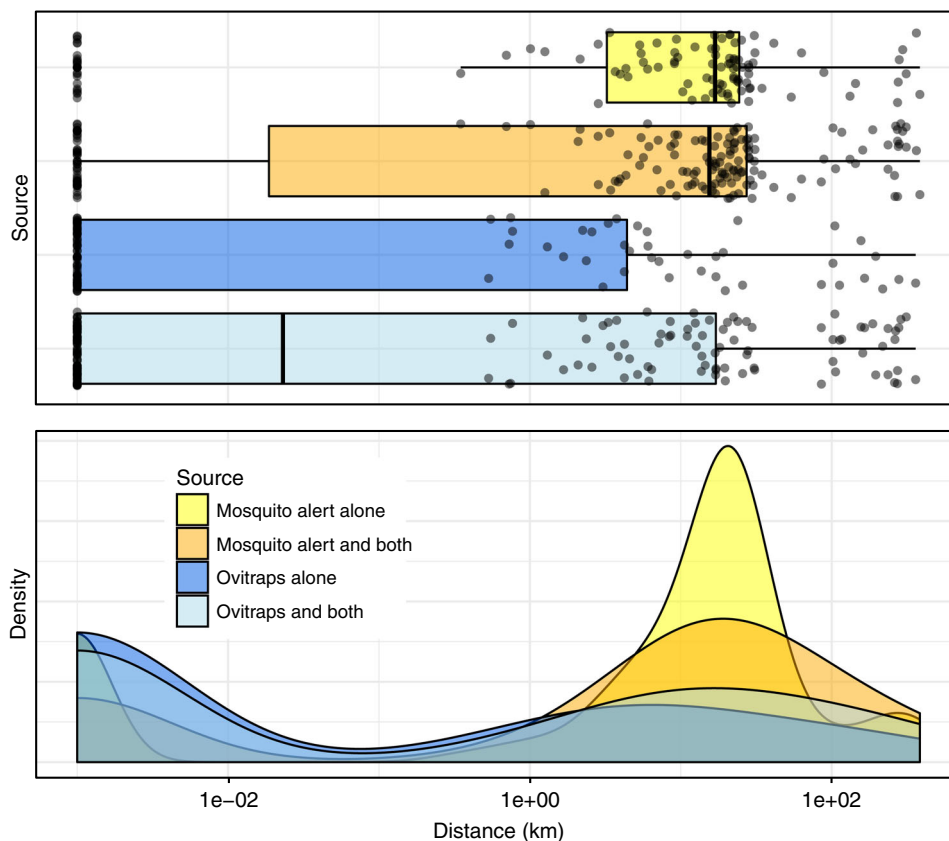 Source
Source
Mosquito alert alone
Mosquito alert and both
Ovitraps alone
Ovitraps and both
Density
1e-02
1e+00
1e+02
Distance (km)